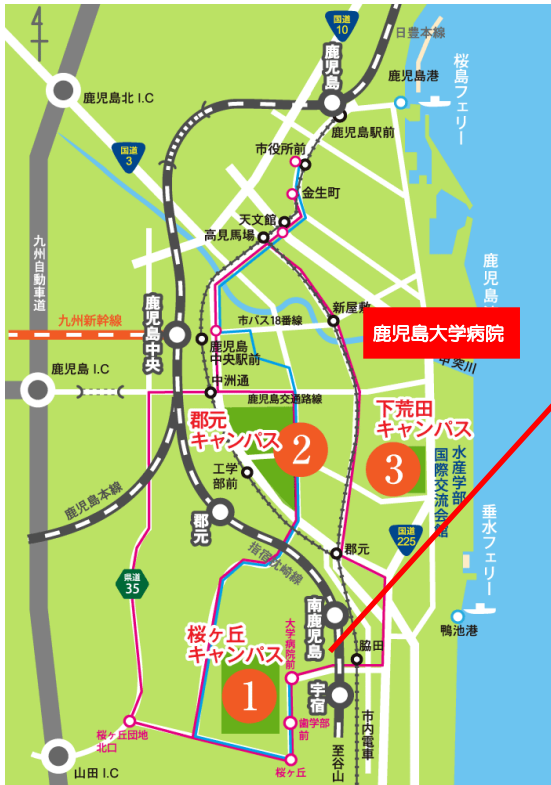 4
国道
10
日豊本線
鹿児島
鹿児島港
桜島フェリー
鹿児島北 I.C
鹿児島駅前
国道
3
市役所前
金生町
天文館
高見馬場
九州自動車道
鹿児島
新屋敷
市バス18番線
鹿児島中央
九州新幹線
鹿児島大学病院
鹿児島
中央駅前
甲突川
鹿児島 I.C
中洲通
鹿児島交通路線
郡元
キャンパス
2
下荒田
キャンパス
3
水産学部
国際交流会館
工学
部前
鹿児島本線
郡元
国道
225
垂水フェリー
郡元
指宿枕崎線
県道
35
南鹿児島
鴨池港
桜ヶ丘
キャンパス
1
大学病院前
脇田
宇宿
歯学部
前
桜ヶ丘団地
北口
市内電車
至谷山
山田 I.C
桜ヶ丘